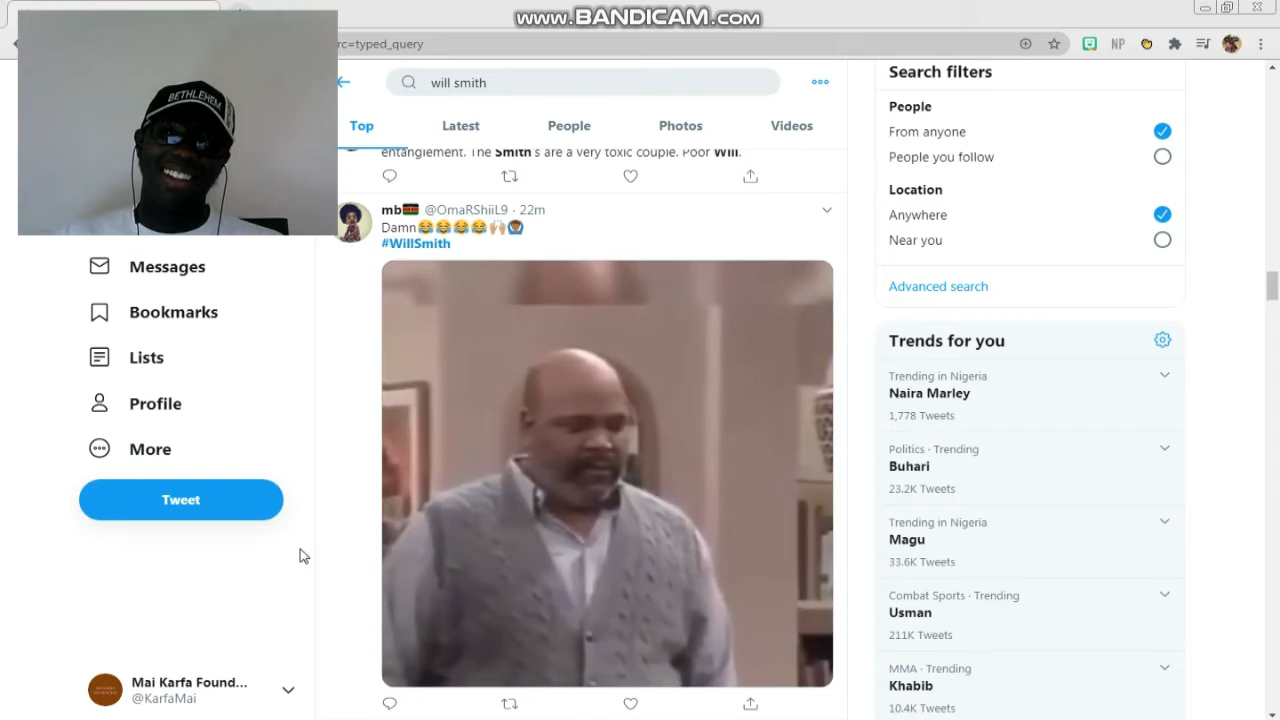 www.BANDICAM.com
rc=typed_query
NP
BETHLEHEM
will smith
Top
Latest
People
Photos
Videos
entanglement. The Smith s are a very toxic couple. Poor Will.
mb🇰🇪 @OmaRShiiL9 · 22m
Damn😂😂😂😂🙌🏽🙆🏾‍♂️
#WillSmith
Messages
Bookmarks
Lists
Profile
More
Tweet
Mai Karfa Found...
@KarfaMai
Search filters
People
From anyone
People you follow
Location
Anywhere
Near you
Advanced search
Trends for you
Trending in Nigeria
Naira Marley
1,778 Tweets
Politics · Trending
Buhari
23.2K Tweets
Trending in Nigeria
Magu
33.6K Tweets
Combat Sports · Trending
Usman
211K Tweets
MMA · Trending
Khabib
10.4K Tweets